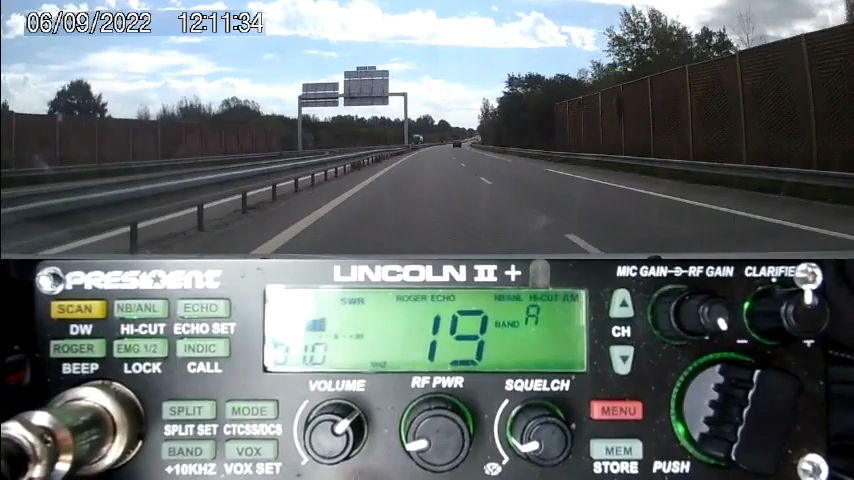 06/09/2022 12:11:34
PRESIDENT LINCOLN II +
MIC GAIN RF GAIN CLARIFIER
SCAN NB/ANL ECHO
DW HI-CUT ECHO SET
ROGER EMG 1/2 INDIC
BEEP LOCK CALL
SWR ROGER ECHO NB/ANL HI-CUT
19 BAND A
CH
VOLUME RF PWR SQUELCH
SPLIT MODE
SPLIT SET CTCSS/DCS
BAND VOX
+10KHZ VOX SET
MENU
MEM
STORE PUSH